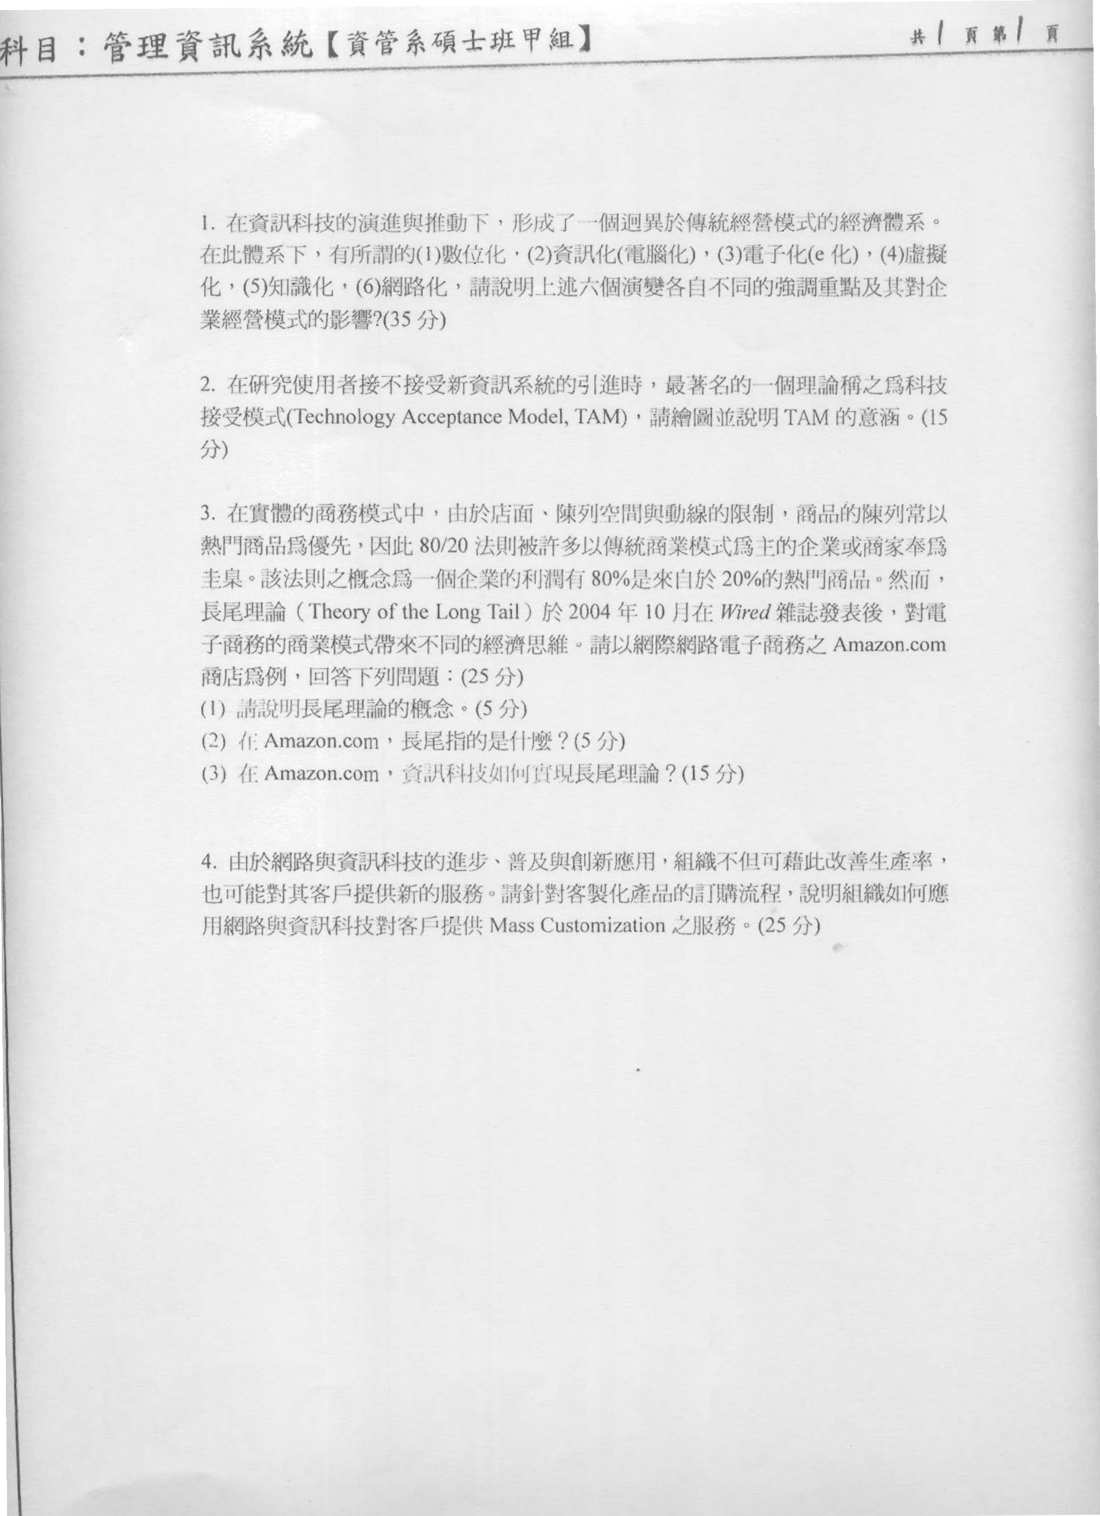 科目：管理資訊系統【資管系碩士班甲組】
共1頁第1頁
1. 在資訊科技的演進與推動下，形成了一個迥異於傳統經營模式的經濟體系。
在此體系下，有所謂的(1)數位化，(2)資訊化(電腦化)，(3)電子化(e 化)，(4)虛擬
化，(5)知識化，(6)網路化，請說明上述六個演變各自不同的強調重點及其對企
業經營模式的影響?(35 分)
2. 在研究使用者接不接受新資訊系統的引進時，最著名的一個理論稱之爲科技
接受模式(Technology Acceptance Model, TAM)，請繪圖並說明 TAM 的意涵。(15
分)
3. 在實體的商務模式中，由於店面、陳列空間與動線的限制，商品的陳列常以
熱門商品爲優先，因此 80/20 法則被許多以傳統商業模式爲主的企業或商家奉爲
圭臬。該法則之概念爲一個企業的利潤有 80%是來自於 20%的熱門商品。然而，
長尾理論（Theory of the Long Tail）於 2004 年 10 月在 Wired 雜誌發表後，對電
子商務的商業模式帶來不同的經濟思維。請以網際網路電子商務之 Amazon.com
商店爲例，回答下列問題：(25 分)
(1) 請說明長尾理論的概念。(5 分)
(2) 在 Amazon.com，長尾指的是什麼？(5 分)
(3) 在 Amazon.com，資訊科技如何實現長尾理論？(15 分)
4. 由於網路與資訊科技的進步、普及與創新應用，組織不但可藉此改善生產率，
也可能對其客戶提供新的服務。請針對客製化產品的訂購流程，說明組織如何應
用網路與資訊科技對客戶提供 Mass Customization 之服務。(25 分)